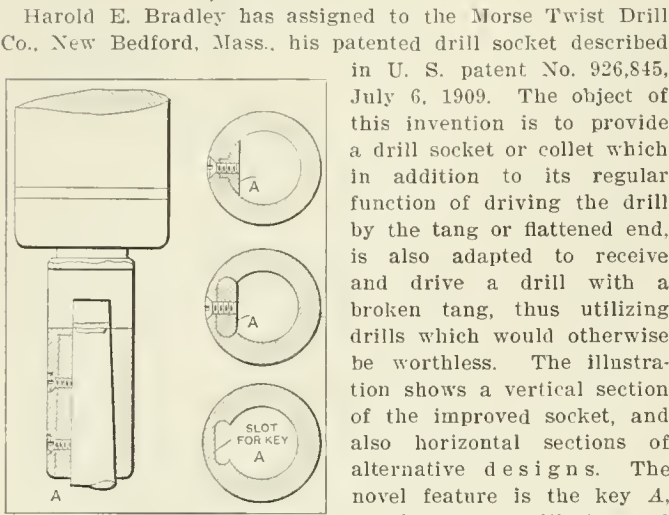 Harold E. Bradley has assigned to the Morse Twist Drill
Co., New Bedford, Mass., his patented drill socket described
in U. S. patent No. 926,845,
July 6, 1909. The object of
this invention is to provide
a drill socket or collet which
in addition to its regular
function of driving the drill
by the tang or flattened end,
is also adapted to receive
and drive a drill with a
broken tang, thus utilizing
drills which would otherwise
be worthless. The illustra-
tion shows a vertical section
of the improved socket, and
also horizontal sections of
alternative designs. The
novel feature is the key A,
A
A
SLOT
FOR KEY
A
A